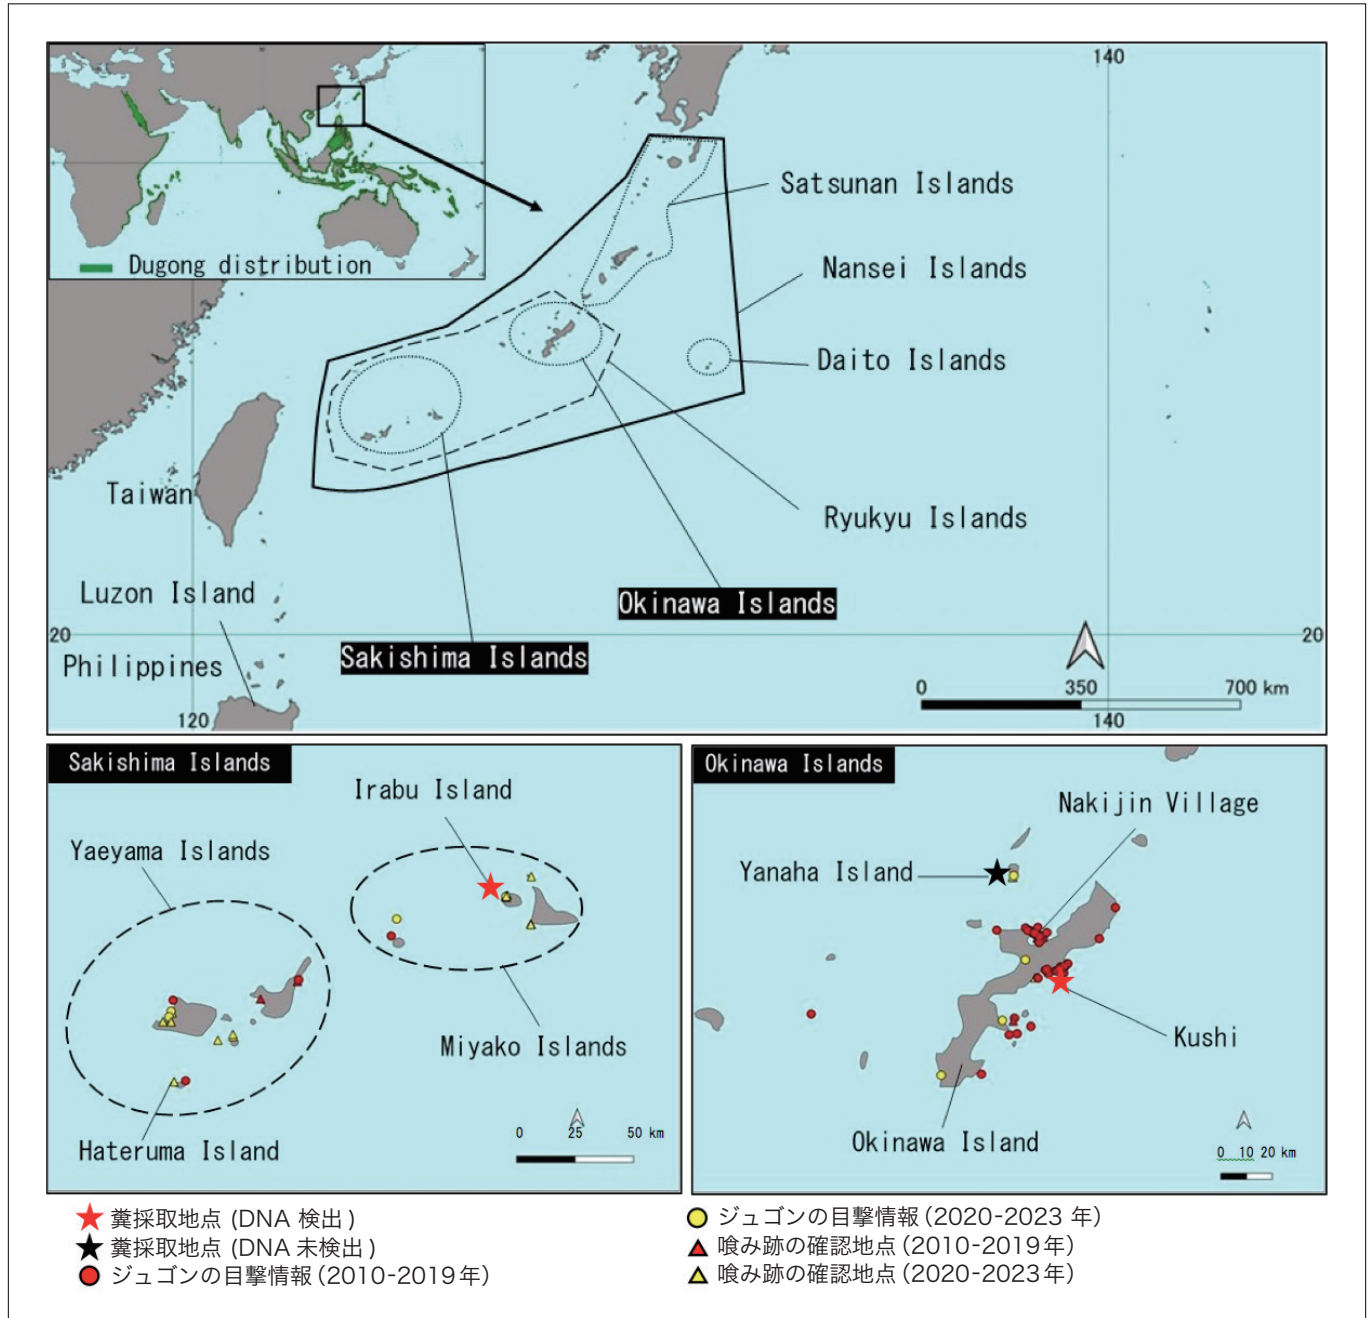 140
Satsunan Islands
Nansei Islands
Dugong distribution
Daito Islands
Taiwan
Ryukyu Islands
Luzon Island
Okinawa Islands
20
20
Sakishima Islands
Philippines
0 350 700 km
120
140
Sakishima Islands
Irabu Island
Yaeyama Islands
Miyako Islands
Hateruma Island
0 25 50 km
Okinawa Islands
Nakijin Village
Yanaha Island
Kushi
Okinawa Island
0 10 20 km
糞採取地点 (DNA 検出)
糞採取地点 (DNA 未検出)
ジュゴンの目撃情報 (2010-2019年)
ジュゴンの目撃情報 (2020-2023 年)
喰み跡の確認地点 (2010-2019年)
喰み跡の確認地点 (2020-2023年)